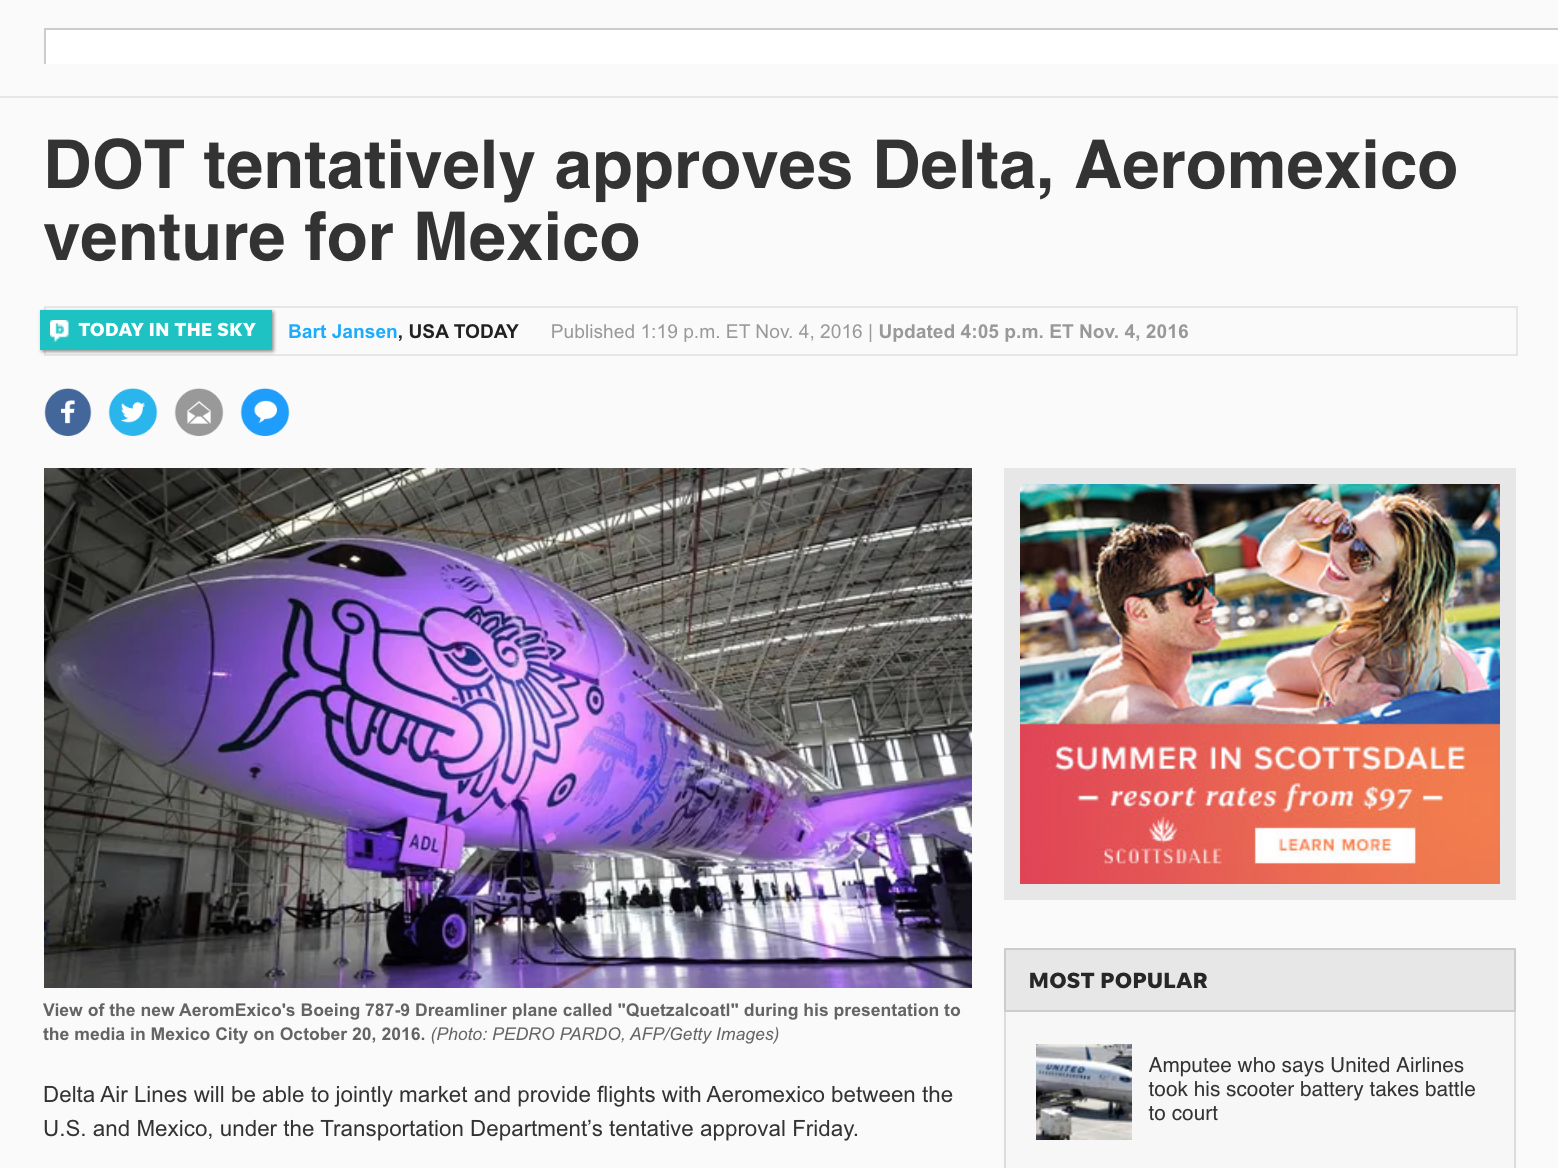 DOT tentatively approves Delta, Aeromexico
venture for Mexico
TODAY IN THE SKY
Bart Jansen, USA TODAY
Published 1:19 p.m. ET Nov. 4, 2016 | Updated 4:05 p.m. ET Nov. 4, 2016
ADL
View of the new AeromExico's Boeing 787-9 Dreamliner plane called "Quetzalcoatl" during his presentation to
the media in Mexico City on October 20, 2016. (Photo: PEDRO PARDO, AFP/Getty Images)
Delta Air Lines will be able to jointly market and provide flights with Aeromexico between the
U.S. and Mexico, under the Transportation Department’s tentative approval Friday.
SUMMER IN SCOTTSDALE
– resort rates from $97 –
SCOTTSDALE
LEARN MORE
MOST POPULAR
UNITED
Amputee who says United Airlines
took his scooter battery takes battle
to court